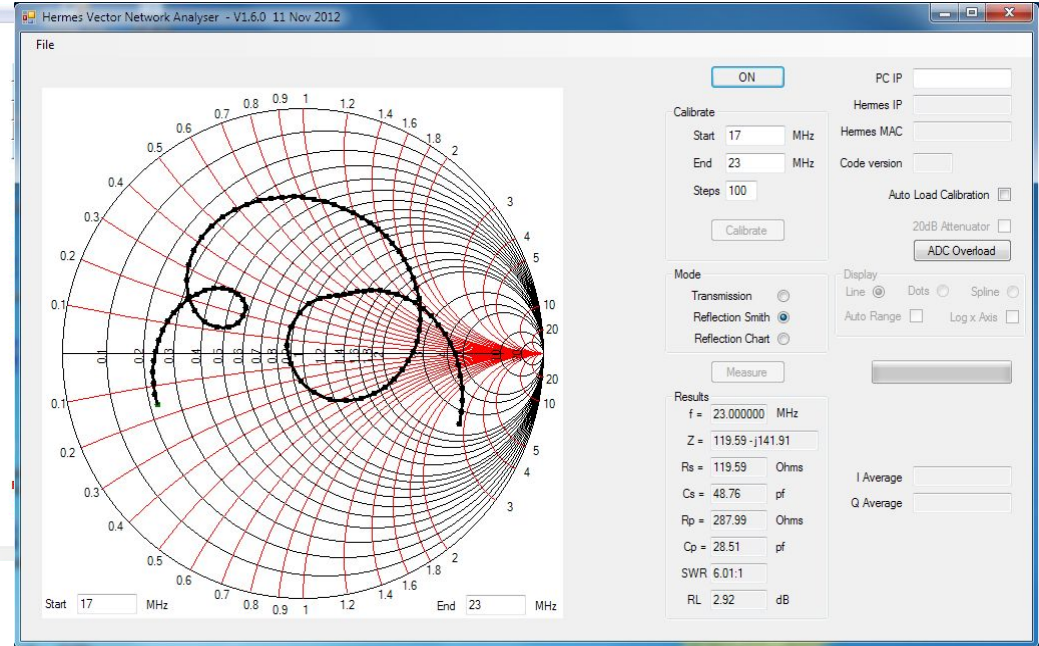 Hermes Vector Network Analyser - V1.6.0 11 Nov 2012
File
ON
PC IP
Hermes IP
Hermes MAC
Code version
Calibrate
Start 17 MHz
End 23 MHz
Steps 100
Calibrate
Auto Load Calibration
20dB Attenuator
ADC Overload
Mode
Transmission
Reflection Smith
Reflection Chart
Display
Line Dots Spline
Auto Range Log x Axis
Measure
Results
f = 23.000000 MHz
Z = 119.59 -j141.91
Rs = 119.59 Ohms
Cs = 48.76 pf
Rp = 287.99 Ohms
Cp = 28.51 pf
SWR 6.01:1
RL 2.92 dB
I Average
Q Average
0.1
0.2
0.3
0.4
0.5
0.6
0.7
0.8
0.9
1
1.2
1.4
1.6
1.8
2
3
4
5
10
20
20
10
5
4
3
2
1.8
1.6
1.4
1.2
1
0.9
0.8
0.7
0.6
0.5
0.4
0.3
0.2
0.1
Start 17 MHz
End 23 MHz